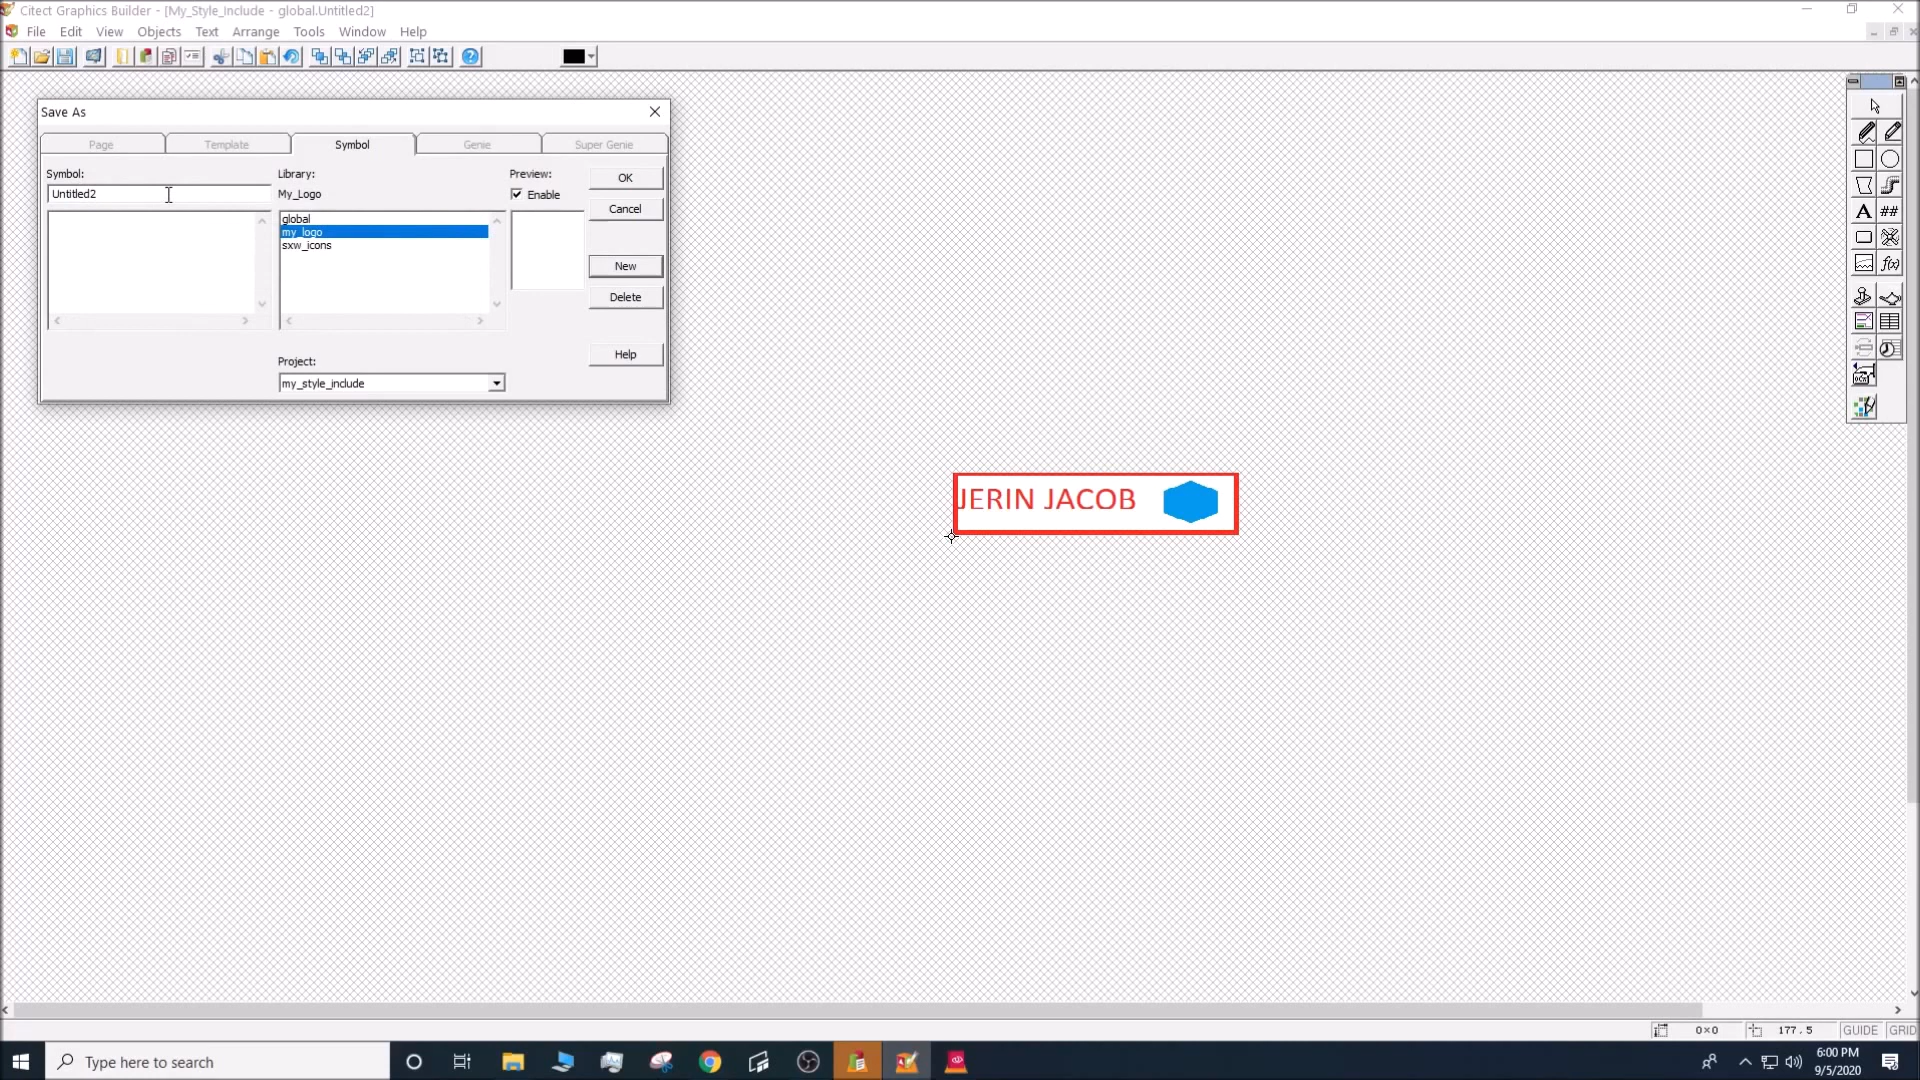 Citect Graphics Builder - [My_Style_Include - global.Untitled2]
File Edit View Objects Text Arrange Tools Window Help
Save As
Page Template Symbol Genie Super Genie
Symbol: Library: Preview:
Untitled2 My_Logo Enable OK
global
my_logo
sxw_icons
Cancel
New
Delete
Help
Project:
my_style_include
A ##
f(x)
JERIN JACOB
0×0 177.5 GUIDE GRID
Type here to search
6:00 PM
9/5/2020